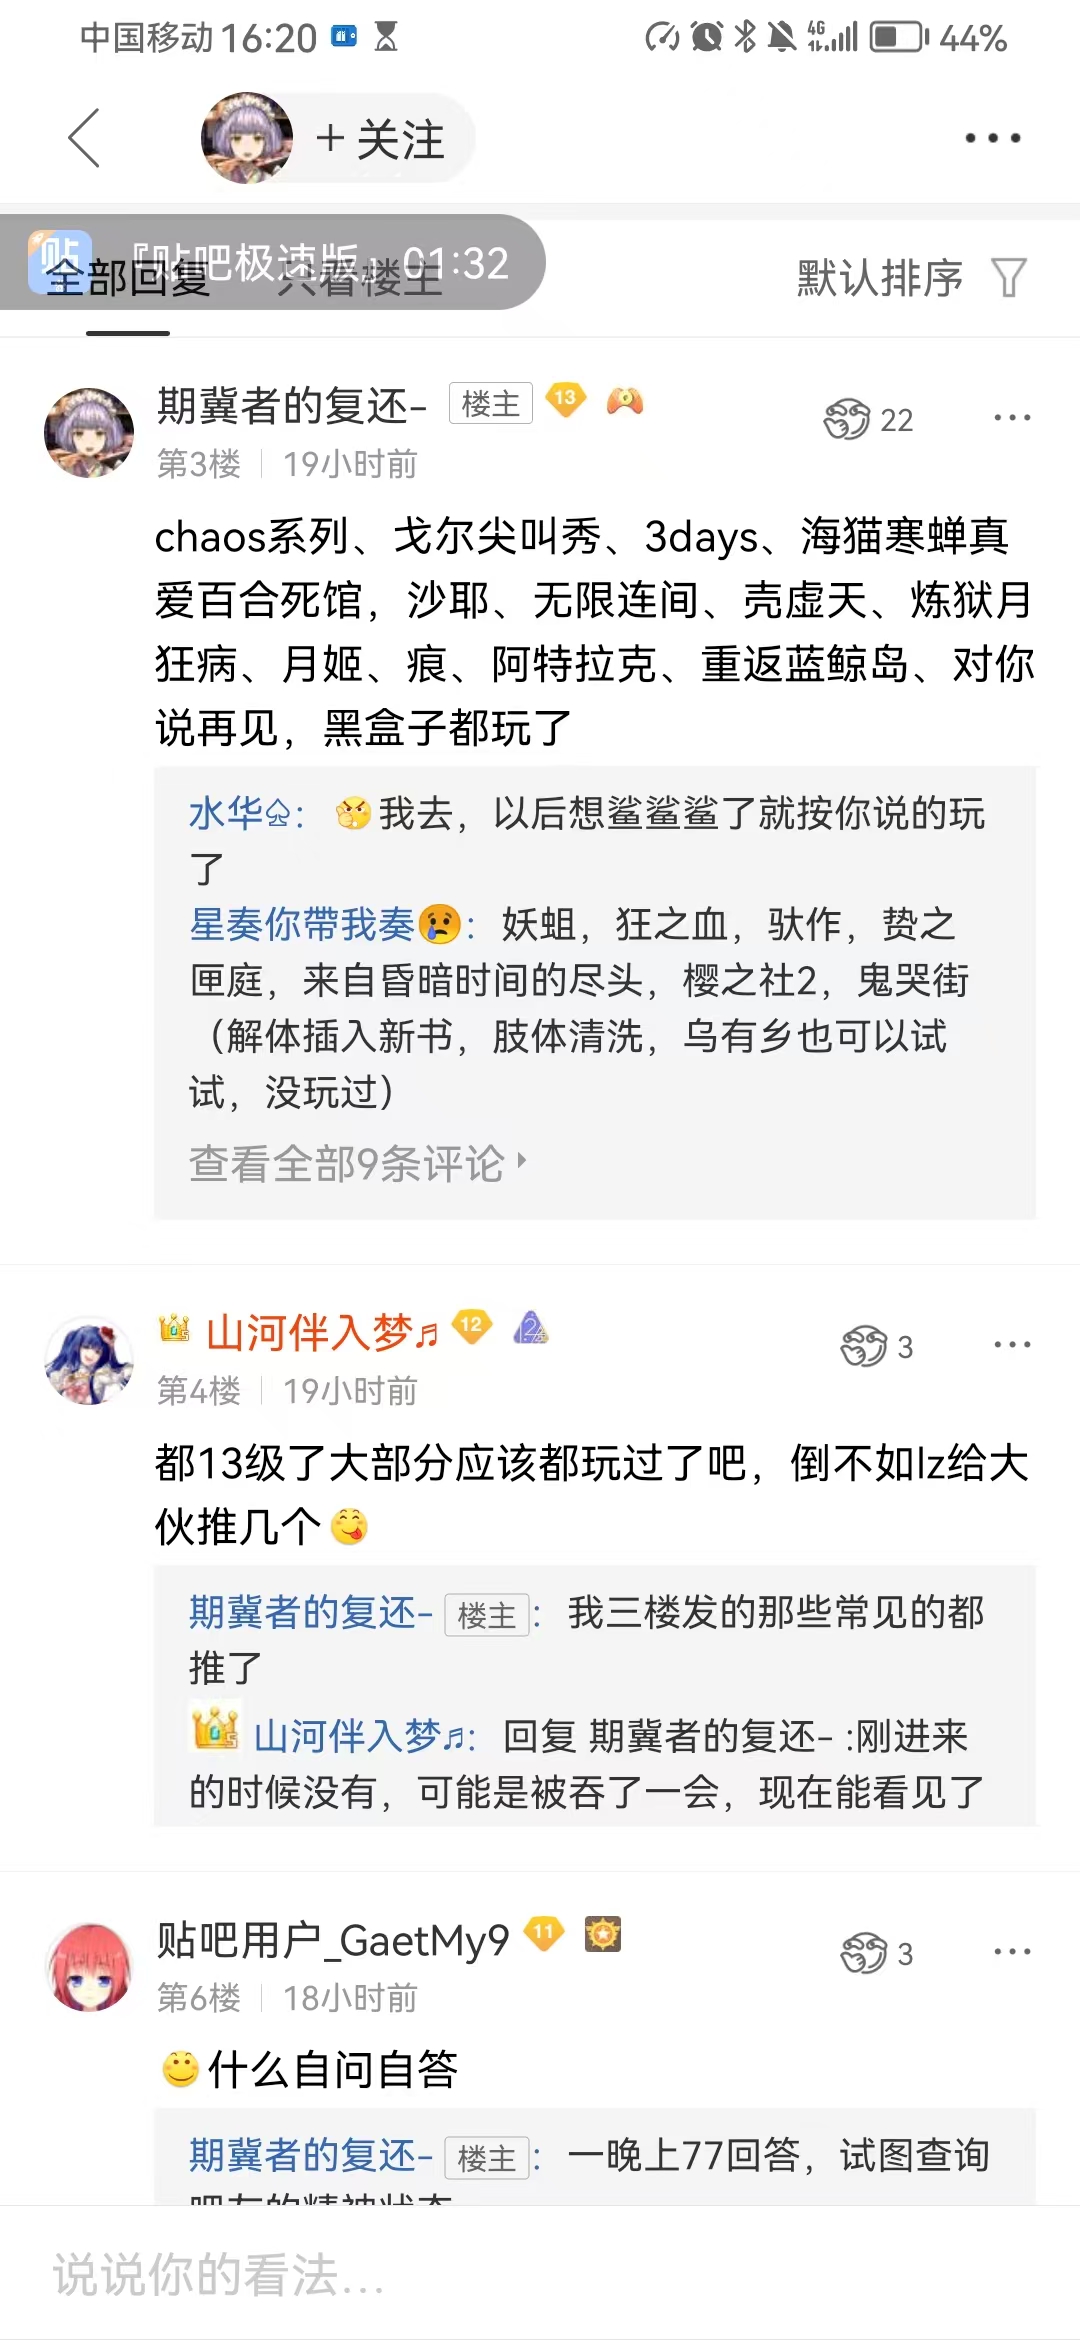 中国移动 16:20 4G 44%
+ 关注
贴 『贴吧极速版』01:32
全部回复 只看楼主 默认排序
期冀者的复还- 楼主 13 22
第3楼 19小时前
chaos系列、戈尔尖叫秀、3days、海猫寒蝉真
爱百合死馆，沙耶、无限连间、壳虚天、炼狱月
狂病、月姬、痕、阿特拉克、重返蓝鲸岛、对你
说再见，黑盒子都玩了
水华♤： 我去，以后想鲨鲨鲨了就按你说的玩
了
星奏你帶我奏😢： 妖蛆，狂之血，驮作，贽之
匣庭，来自昏暗时间的尽头，樱之社2，鬼哭街
（解体插入新书，肢体清洗，乌有乡也可以试
试，没玩过）
查看全部9条评论
山河伴入梦♬ 12 3
第4楼 19小时前
都13级了大部分应该都玩过了吧，倒不如lz给大
伙推几个
期冀者的复还- 楼主： 我三楼发的那些常见的都
推了
山河伴入梦♬： 回复 期冀者的复还- :刚进来
的时候没有，可能是被吞了一会，现在能看见了
贴吧用户_GaetMy9 11 3
第6楼 18小时前
什么自问自答
期冀者的复还- 楼主： 一晚上77回答，试图查询
吧友的精神状态
说说你的看法...